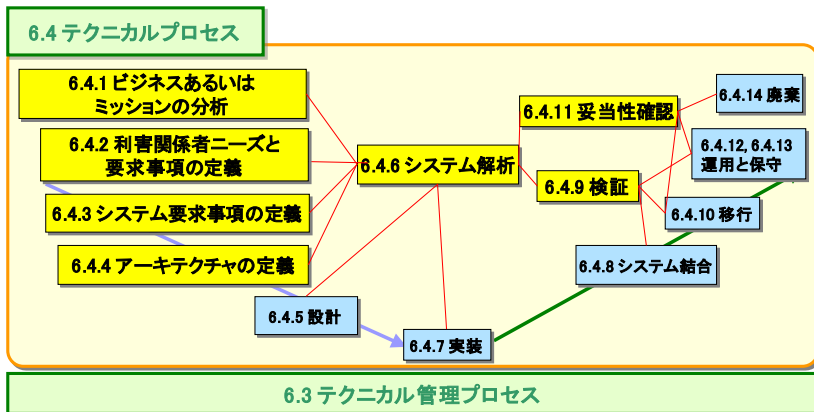 6.4 テクニカルプロセス
6.4.1 ビジネスあるいは
ミッションの分析
6.4.2 利害関係者ニーズと
要求事項の定義
6.4.3 システム要求事項の定義
6.4.4 アーキテクチャの定義
6.4.5 設計
6.4.6 システム解析
6.4.7 実装
6.4.11 妥当性確認
6.4.9 検証
6.4.14 廃棄
6.4.12, 6.4.13
運用と保守
6.4.10 移行
6.4.8 システム結合
6.3 テクニカル管理プロセス